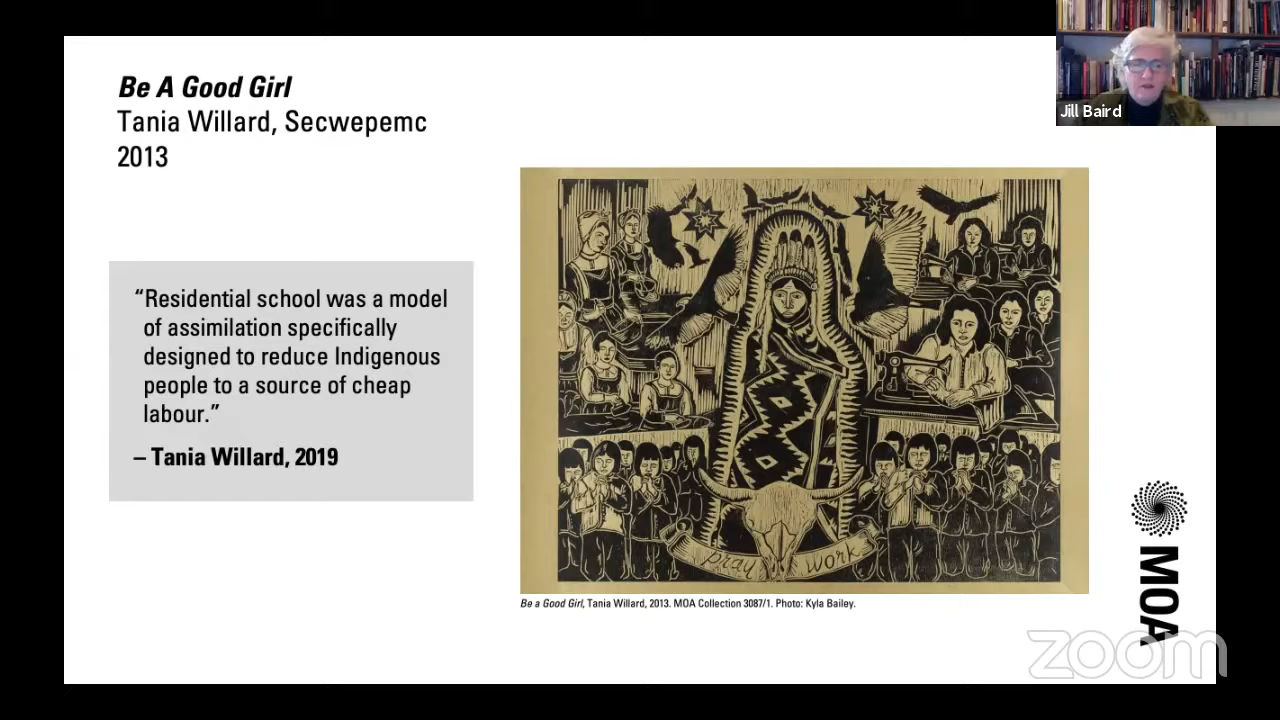 Be A Good Girl
Tania Willard, Secwepemc
2013
“Residential school was a model
of assimilation specifically
designed to reduce Indigenous
people to a source of cheap
labour.”
– Tania Willard, 2019
pray work
Be a Good Girl, Tania Willard, 2013. MOA Collection 3087/1. Photo: Kyla Bailey.
Jill Baird
MOA
zoom